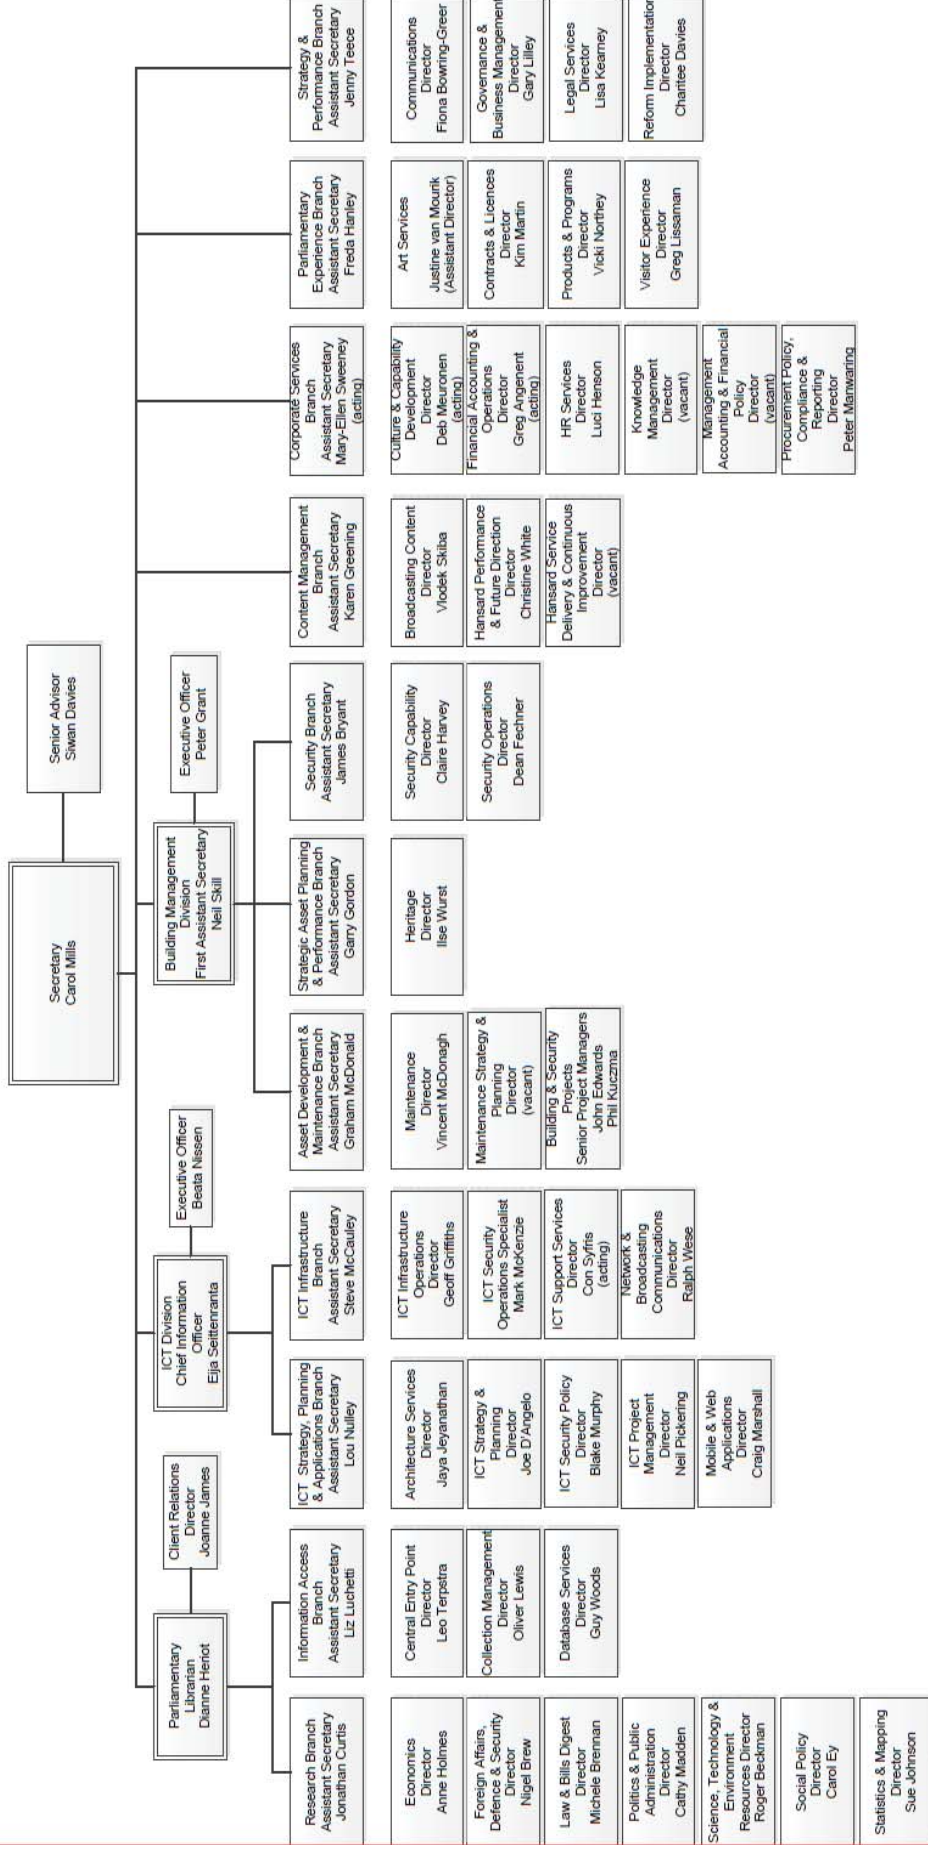 Secretary
Carol Mills
Senior Advisor
Siwan Davies
Parliamentary
Librarian
Dianne Heriot
Client Relations
Director
Joanne James
ICT Division
Chief Information
Officer
Eija Seittenranta
Executive Officer
Beata Nissen
Building Management
Division
First Assistant Secretary
Neil Skill
Executive Officer
Peter Grant
Research Branch
Assistant Secretary
Jonathan Curtis
Economics
Director
Anne Holmes
Foreign Affairs,
Defence & Security
Director
Nigel Brew
Law & Bills Digest
Director
Michele Brennan
Politics & Public
Administration
Director
Cathy Madden
Science, Technology &
Environment
Resources Director
Roger Beckman
Social Policy
Director
Carol Ey
Statistics & Mapping
Director
Sue Johnson
Information Access
Branch
Assistant Secretary
Liz Luchetti
Central Entry Point
Director
Leo Terpstra
Collection Management
Director
Oliver Lewis
Database Services
Director
Guy Woods
ICT Strategy, Planning
& Applications Branch
Assistant Secretary
Lou Nulley
Architecture Services
Director
Jaya Jeyanathan
ICT Strategy &
Planning
Director
Joe D'Angelo
ICT Security Policy
Director
Blake Murphy
ICT Project
Management
Director
Neil Pickering
Mobile & Web
Applications
Director
Craig Marshall
ICT Infrastructure
Branch
Assistant Secretary
Steve McCauley
ICT Infrastructure
Operations
Director
Geoff Griffiths
ICT Security
Operations Specialist
Mark McKenzie
ICT Support Services
Director
Con Syfris
(acting)
Network &
Broadcasting
Communications
Director
Ralph Wese
Asset Development &
Maintenance Branch
Assistant Secretary
Graham McDonald
Maintenance
Director
Vincent McDonagh
Maintenance Strategy &
Planning
Director
(vacant)
Building & Security
Projects
Senior Project Managers
John Edwards
Phil Kuczma
Strategic Asset Planning
& Performance Branch
Assistant Secretary
Garry Gordon
Heritage
Director
Ilse Wurst
Security Branch
Assistant Secretary
James Bryant
Security Capability
Director
Claire Harvey
Security Operations
Director
Dean Fechner
Content Management
Branch
Assistant Secretary
Karen Greening
Broadcasting Content
Director
Vlodek Skiba
Hansard Performance
& Future Direction
Director
Christine White
Hansard Service
Delivery & Continuous
Improvement
Director
(vacant)
Corporate Services
Branch
Assistant Secretary
Mary-Ellen Sweeney
(acting)
Culture & Capability
Development
Director
Deb Meuronen
(acting)
Financial Accounting &
Operations
Director
Greg Angenent
(acting)
HR Services
Director
Luci Henson
Knowledge
Management
Director
(vacant)
Management
Accounting & Financial
Policy
Director
(vacant)
Procurement Policy,
Compliance &
Reporting
Director
Peter Manwaring
Parliamentary
Experience Branch
Assistant Secretary
Freda Hanley
Art Services
Justine van Mourik
(Assistant Director)
Contracts & Licences
Director
Kim Martin
Products & Programs
Director
Vicki Northey
Visitor Experience
Director
Greg Lissaman
Strategy &
Performance Branch
Assistant Secretary
Jenny Teece
Communications
Director
Fiona Bowring-Greer
Governance &
Business Management
Director
Gary Lilley
Legal Services
Director
Lisa Kearney
Reform Implementation
Director
Charitee Davies